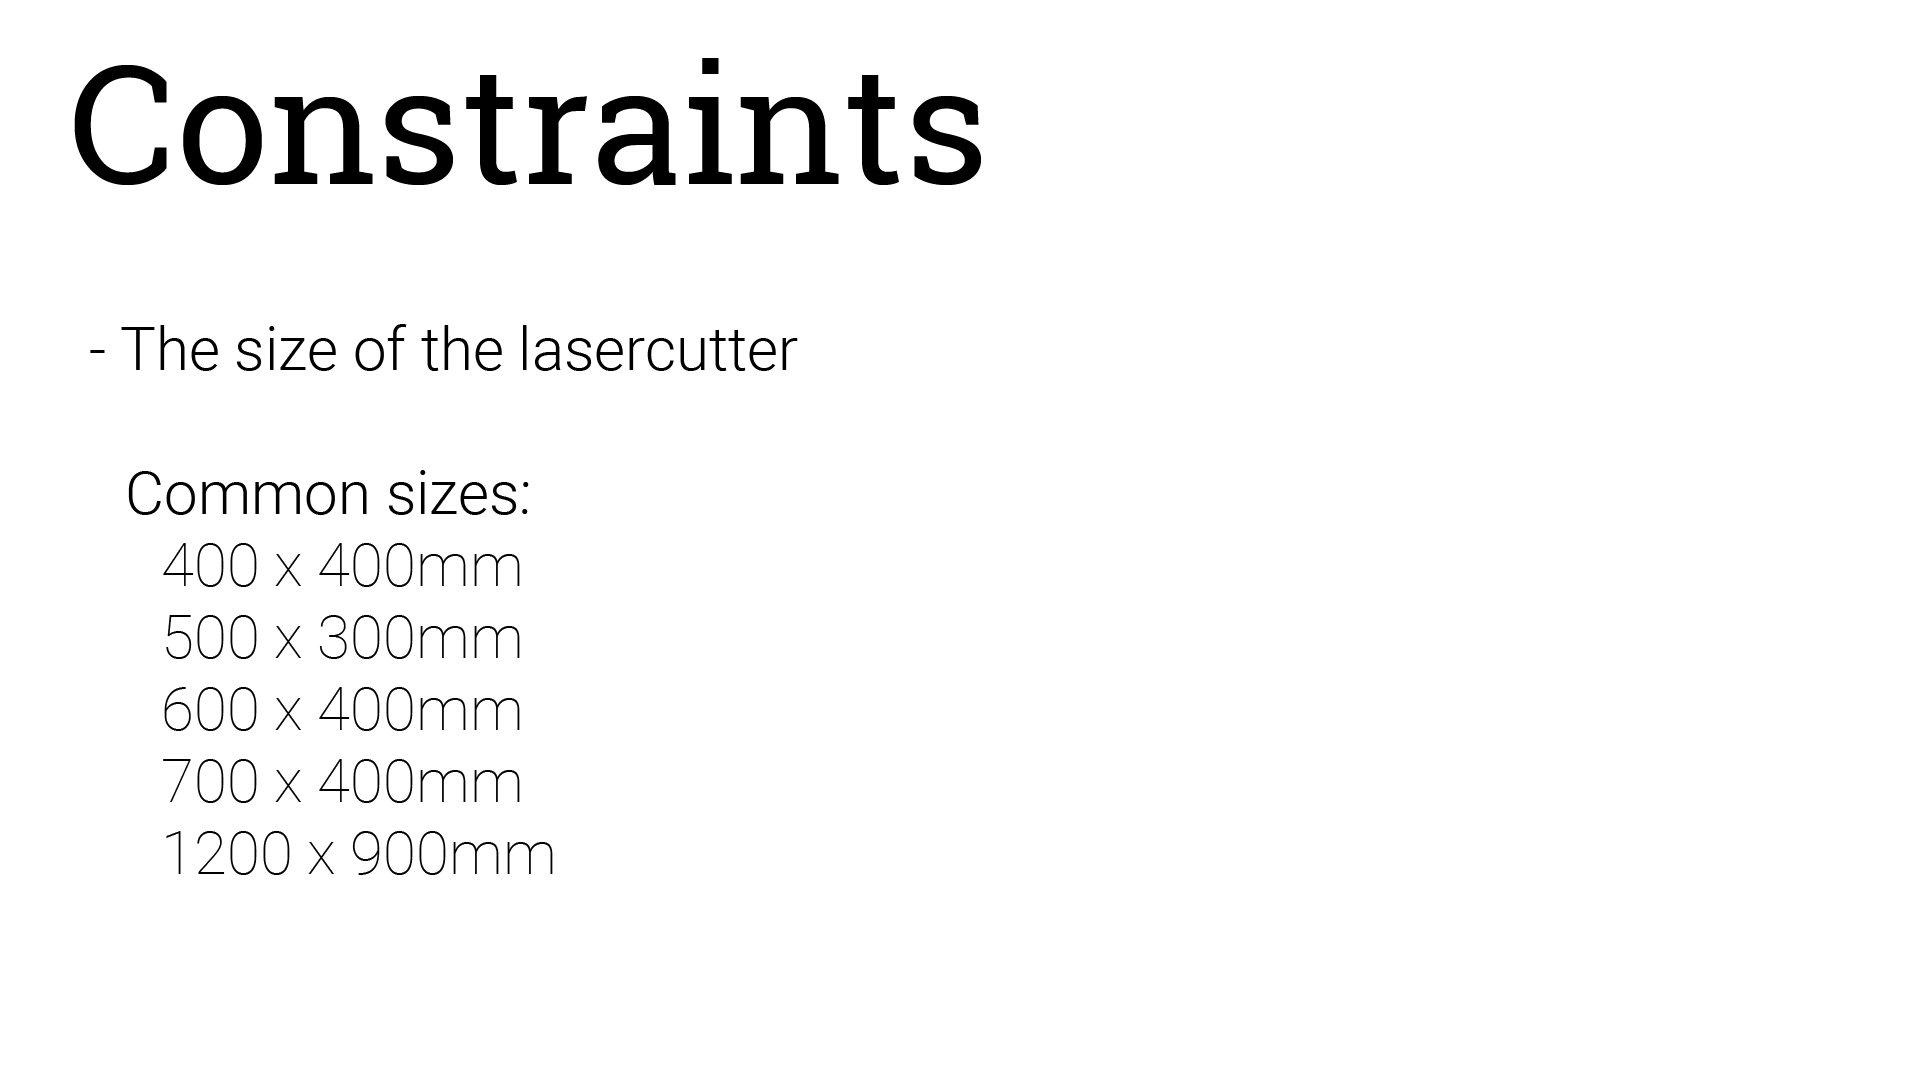 Constraints
- The size of the lasercutter
Common sizes:
400 x 400mm
500 x 300mm
600 x 400mm
700 x 400mm
1200 x 900mm